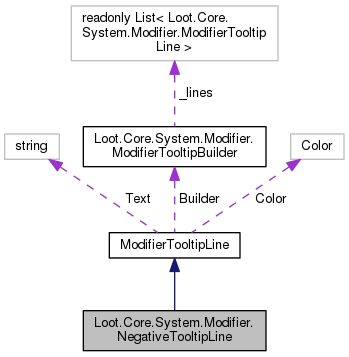 readonly List< Loot.Core.
System.Modifier.ModifierTooltip
Line >
_lines
string
Loot.Core.System.Modifier.
ModifierTooltipBuilder
Color
Text
Builder
Color
ModifierTooltipLine
Loot.Core.System.Modifier.
NegativeTooltipLine